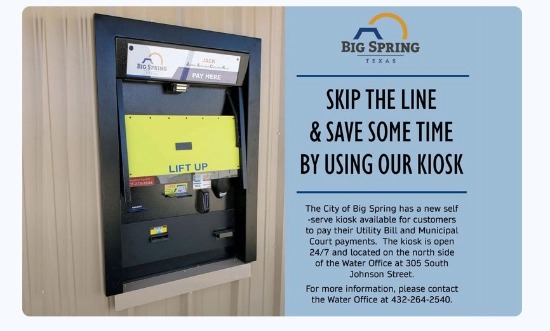 BIG SPRING
PAY HERE
LIFT UP
BIG SPRING
TEXAS
SKIP THE LINE
& SAVE SOME TIME
BY USING OUR KIOSK
The City of Big Spring has a new self
-serve kiosk available for customers
to pay their Utility Bill and Municipal
Court payments. The kiosk is open
24/7 and located on the north side
of the Water Office at 305 South
Johnson Street.
For more information, please contact
the Water Office at 432-264-2540.